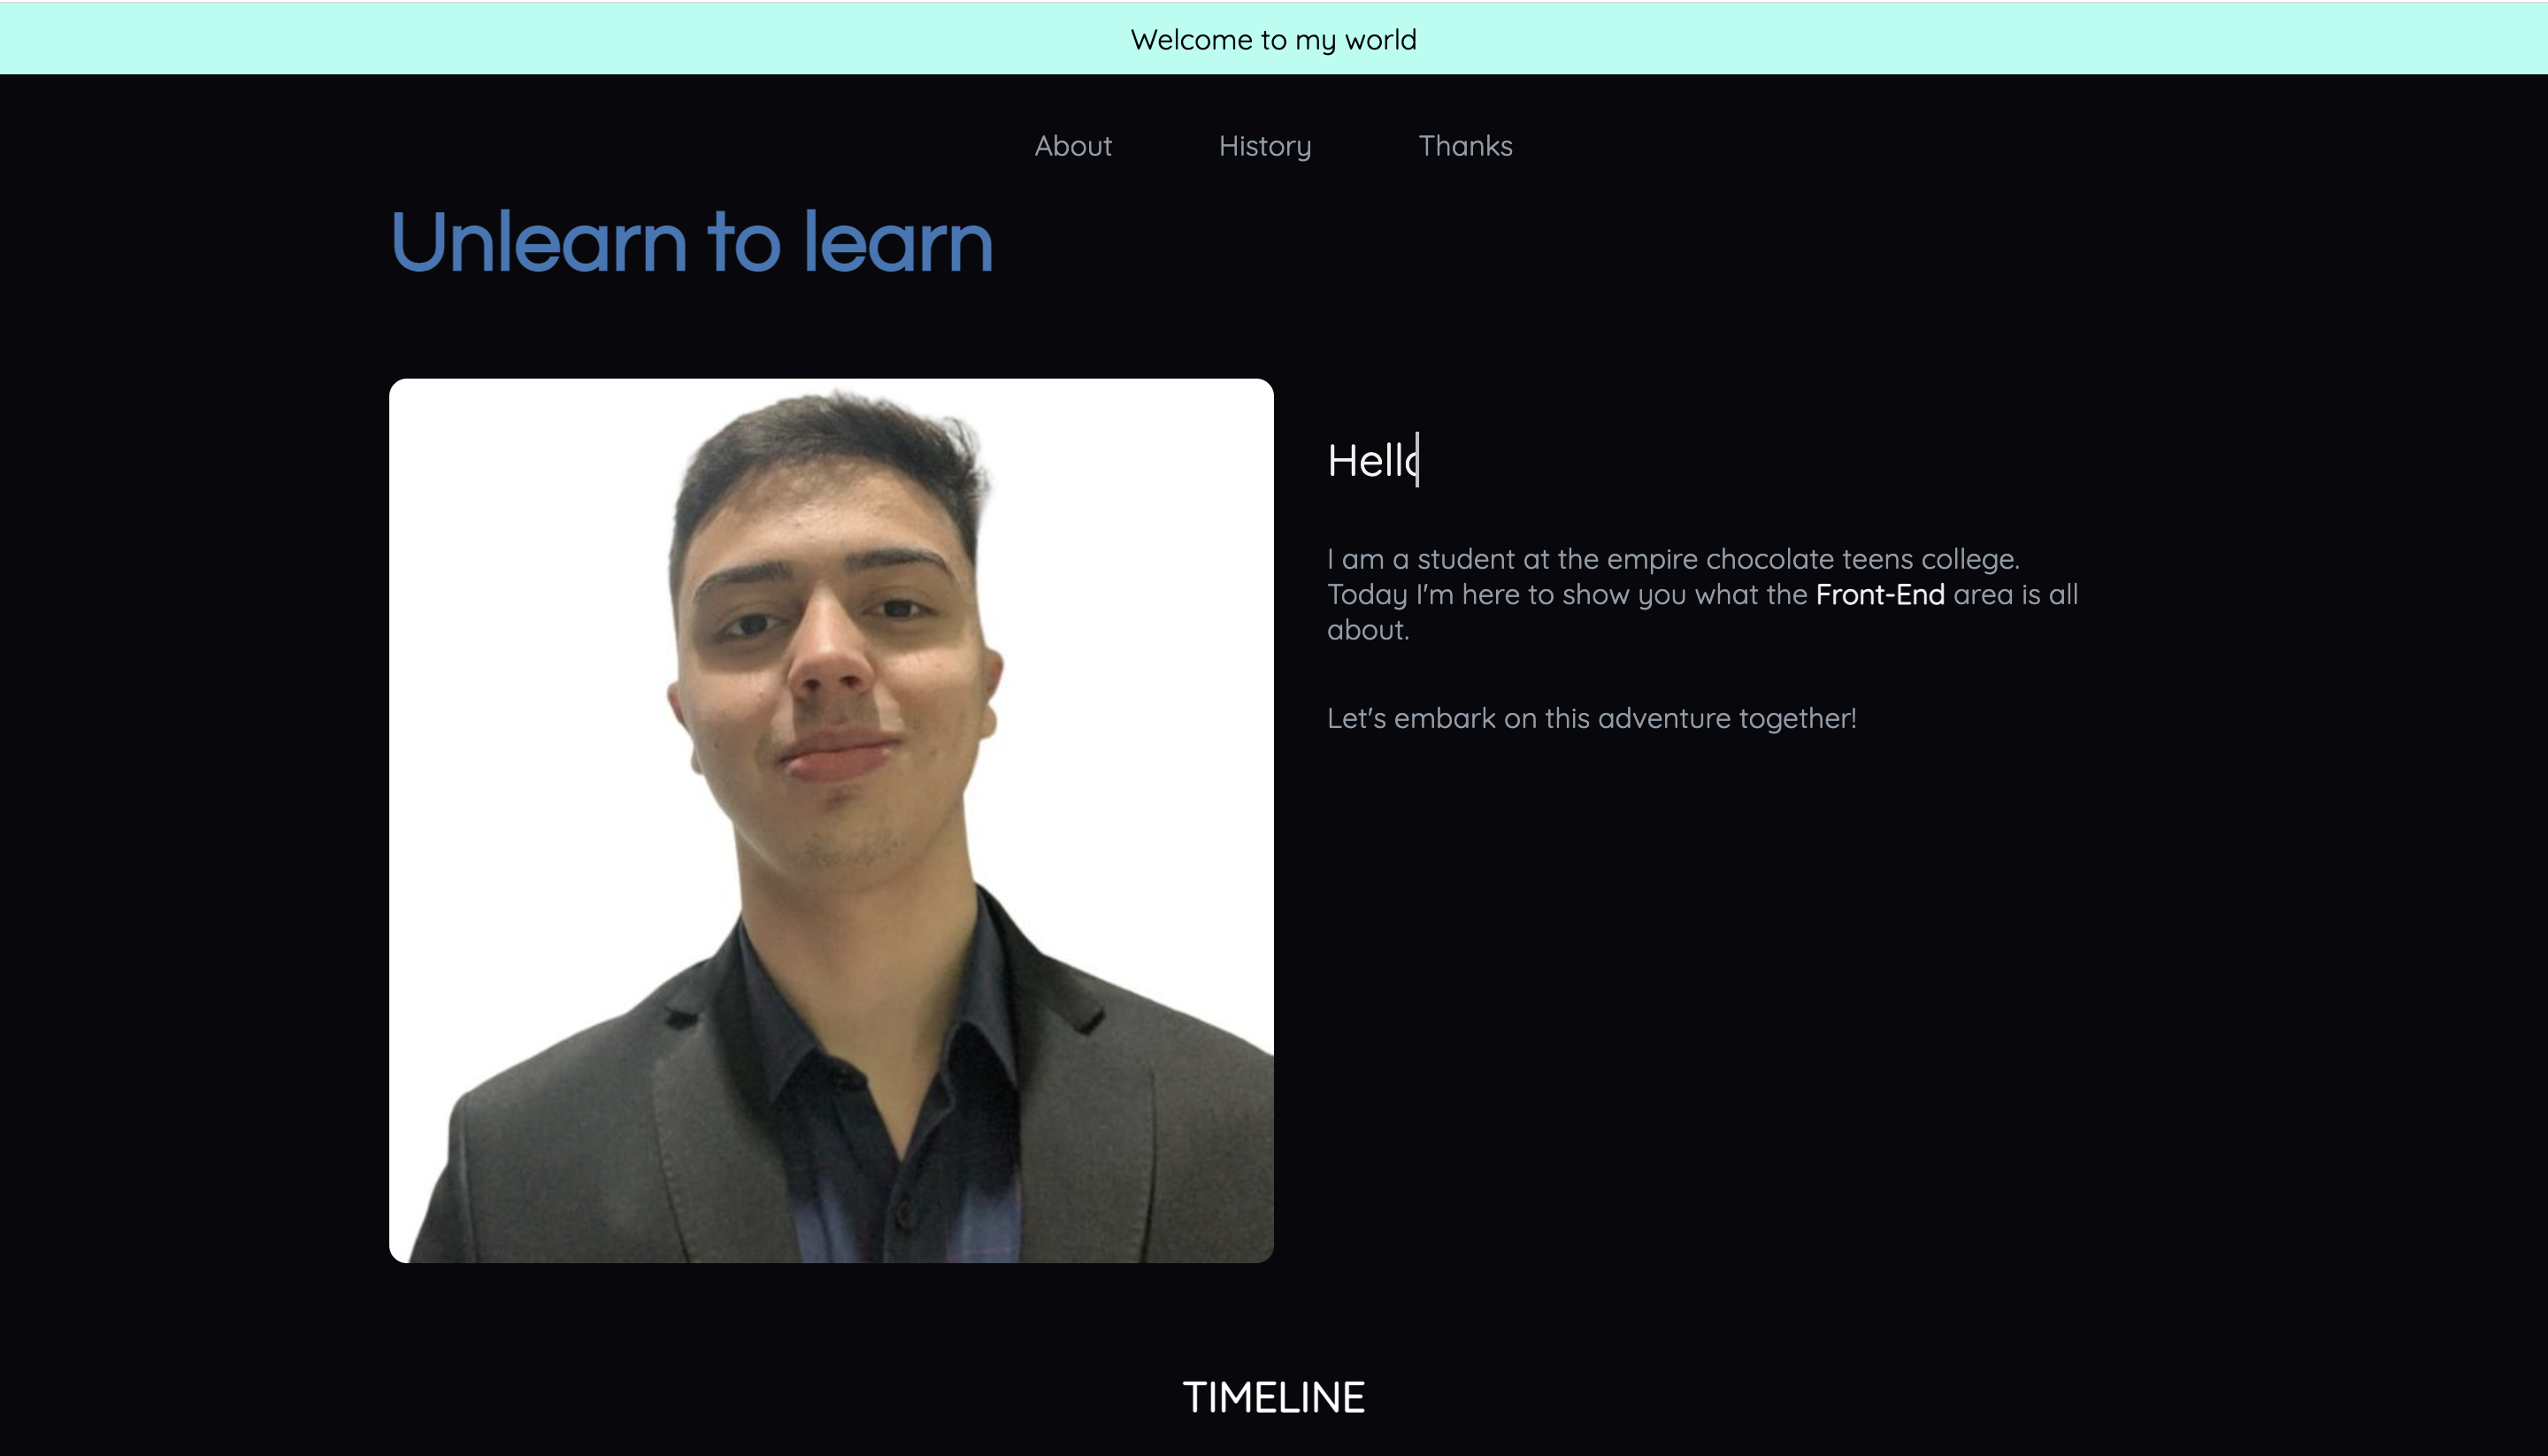 Welcome to my world
About History Thanks
Unlearn to learn
Hello
I am a student at the empire chocolate teens college.
Today I'm here to show you what the Front-End area is all
about.
Let's embark on this adventure together!
TIMELINE